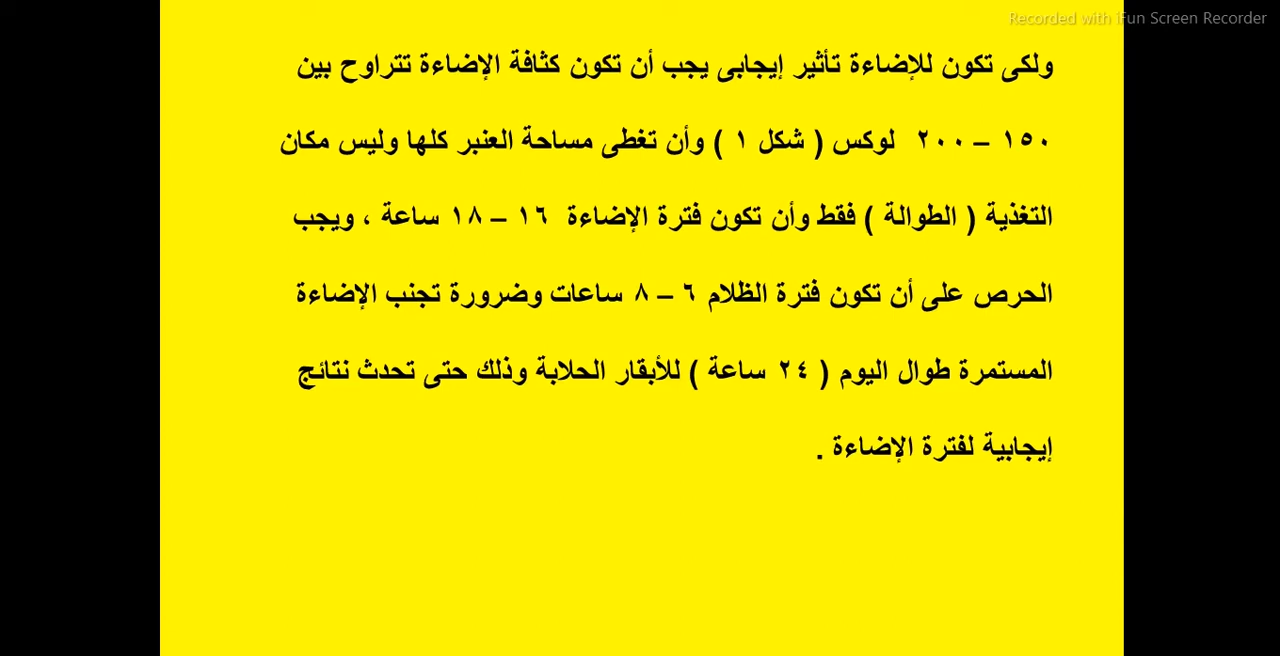 Recorded with iFun Screen Recorder
ولكى تكون للإضاءة تأثير إيجابى يجب أن تكون كثافة الإضاءة تتراوح بين
١٥٠ – ٢٠٠ لوكس ( شكل ١ ) وأن تغطى مساحة العنبر كلها وليس مكان
التغذية ( الطوالة ) فقط وأن تكون فترة الإضاءة ١٦ – ١٨ ساعة ، ويجب
الحرص على أن تكون فترة الظلام ٦ – ٨ ساعات وضرورة تجنب الإضاءة
المستمرة طوال اليوم ( ٢٤ ساعة ) للأبقار الحلابة وذلك حتى تحدث نتائج
إيجابية لفترة الإضاءة .